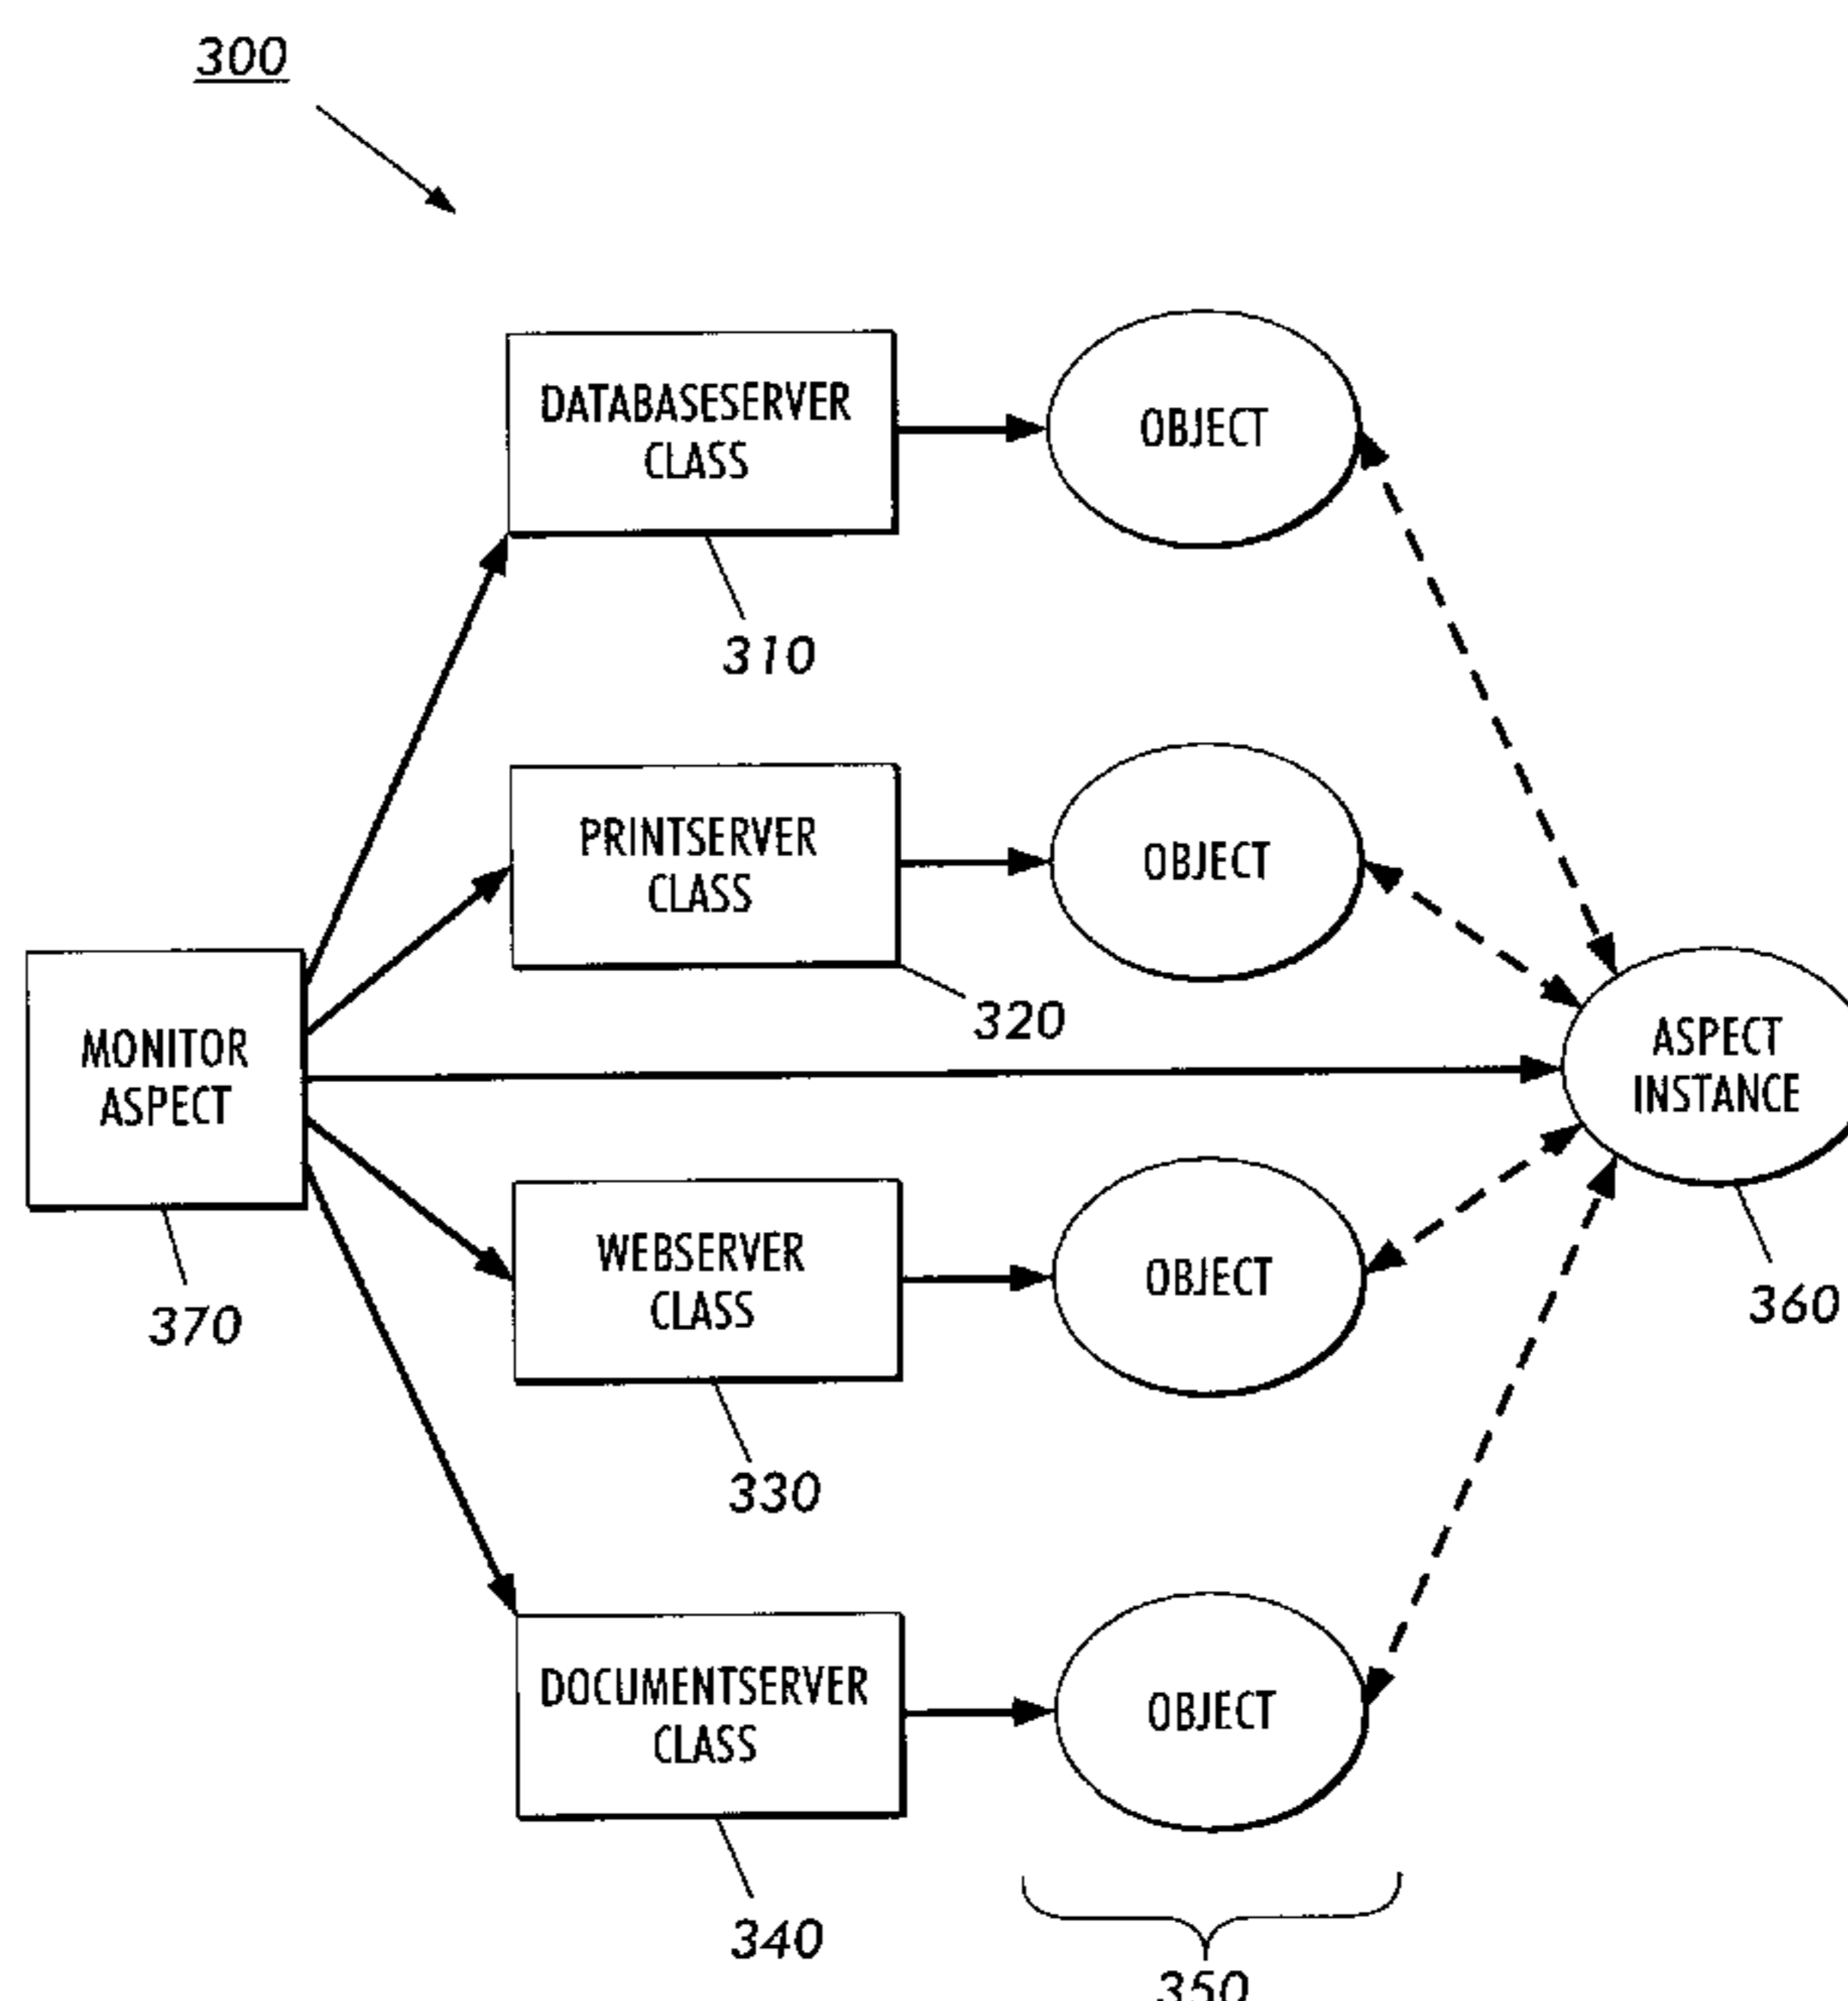 300
DATABASESERVER
CLASS
OBJECT
310
PRINTSERVER
CLASS
OBJECT
320
MONITOR
ASPECT
ASPECT
INSTANCE
370
WEBSERVER
CLASS
OBJECT
360
330
DOCUMENTSERVER
CLASS
OBJECT
340
350